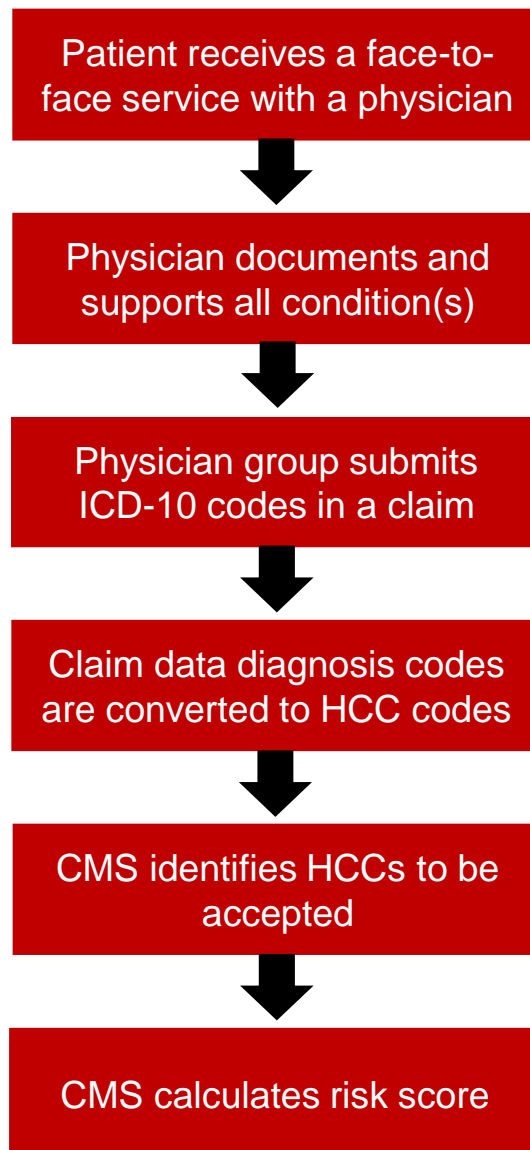 Patient receives a face-to-
face service with a physician
Physician documents and
supports all condition(s)
Physician group submits
ICD-10 codes in a claim
Claim data diagnosis codes
are converted to HCC codes
CMS identifies HCCs to be
accepted
CMS calculates risk score